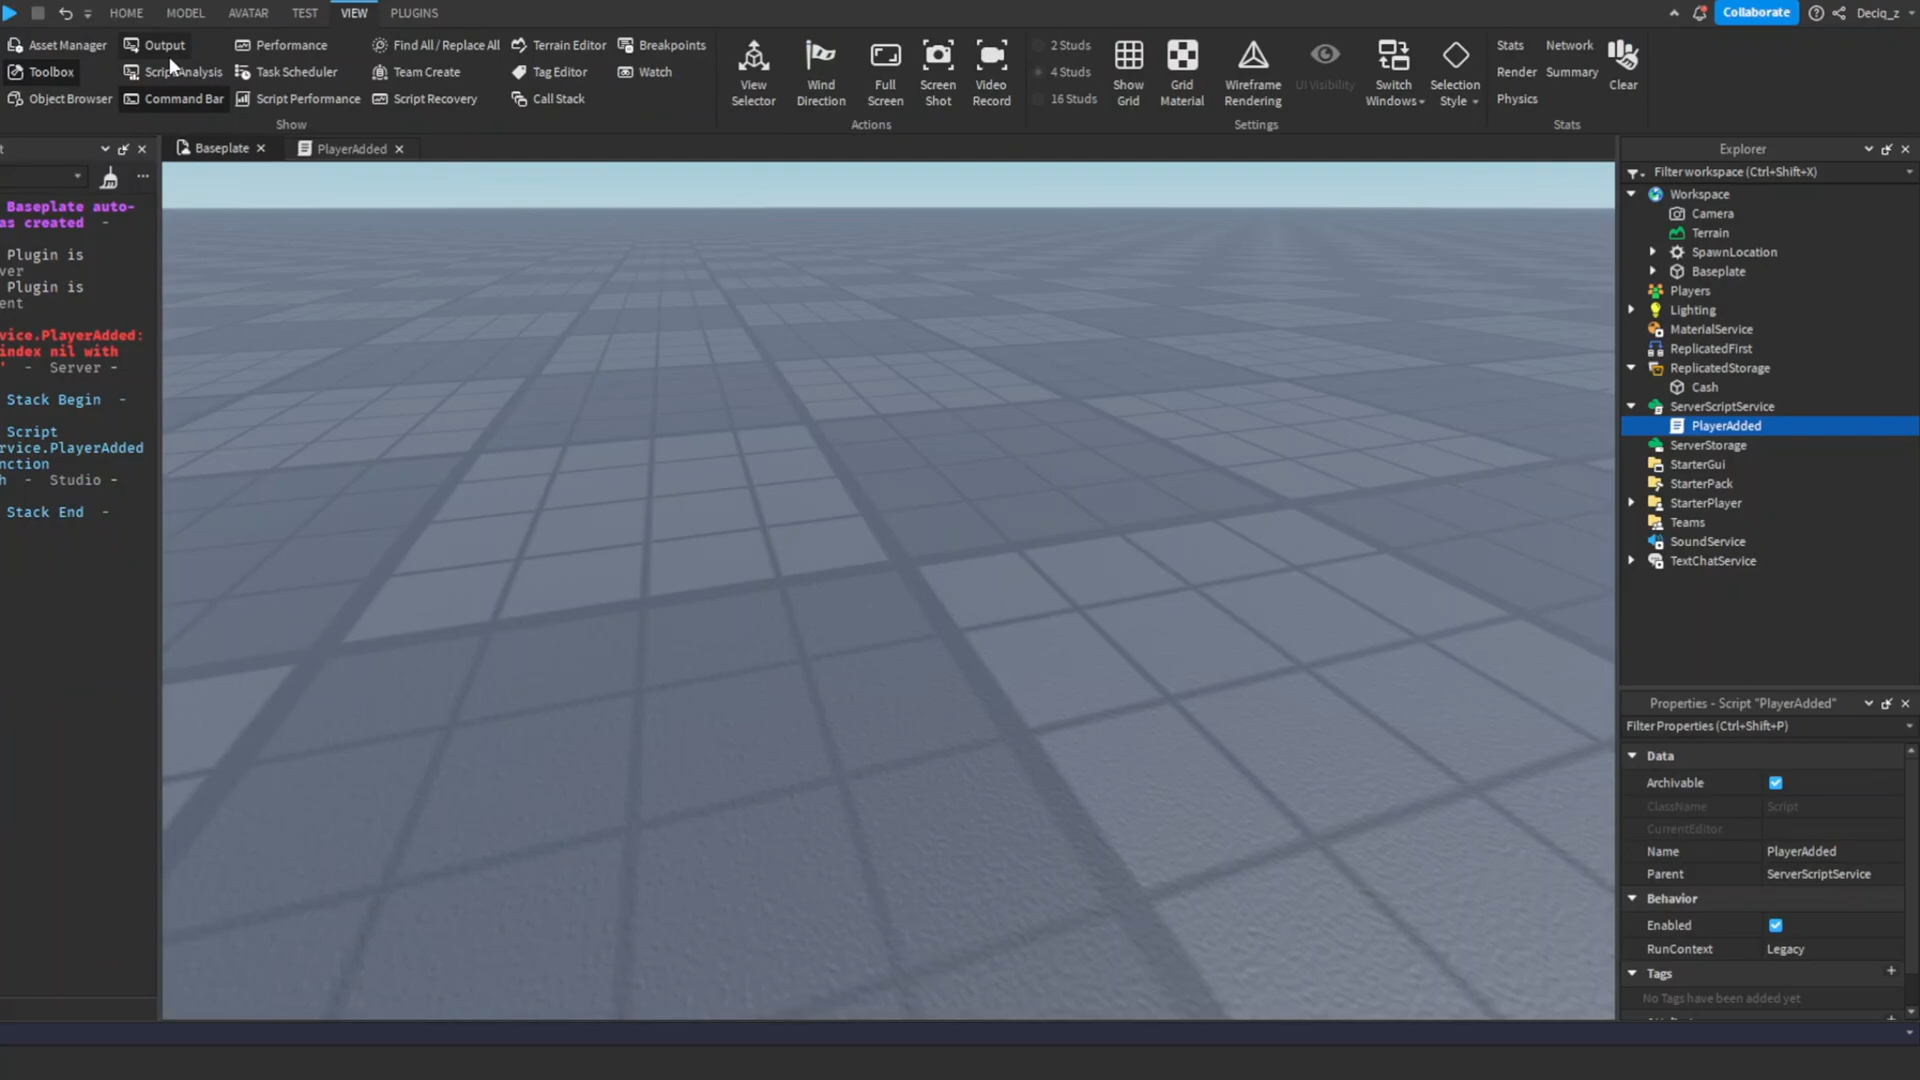 HOME MODEL AVATAR TEST VIEW PLUGINS Collaborate Deciq_z
Asset Manager Output Performance Find All / Replace All Terrain Editor Breakpoints 2 Studs Stats Network
Toolbox Script Analysis Task Scheduler Team Create Tag Editor Watch 4 Studs Render Summary
Object Browser Command Bar Script Performance Script Recovery Call Stack 16 Studs Physics
View Selector Wind Direction Full Screen Screen Shot Video Record Show Grid Grid Material Wireframe Rendering UI Visibility Switch Windows Selection Style Clear
Show Actions Settings Stats
t Baseplate PlayerAdded Explorer
Filter workspace (Ctrl+Shift+X)
Baseplate auto-
as created -
Plugin is
ver
Plugin is
ent
vice.PlayerAdded:
index nil with
' - Server -
Stack Begin -
Script
rvice.PlayerAdded
nction
h - Studio -
Stack End -
Workspace
Camera
Terrain
SpawnLocation
Baseplate
Players
Lighting
MaterialService
ReplicatedFirst
ReplicatedStorage
Cash
ServerScriptService
PlayerAdded
ServerStorage
StarterGui
StarterPack
StarterPlayer
Teams
SoundService
TextChatService
Properties - Script "PlayerAdded"
Filter Properties (Ctrl+Shift+P)
Data
Archivable
ClassName Script
CurrentEditor
Name PlayerAdded
Parent ServerScriptService
Behavior
Enabled
RunContext Legacy
Tags
No Tags have been added yet